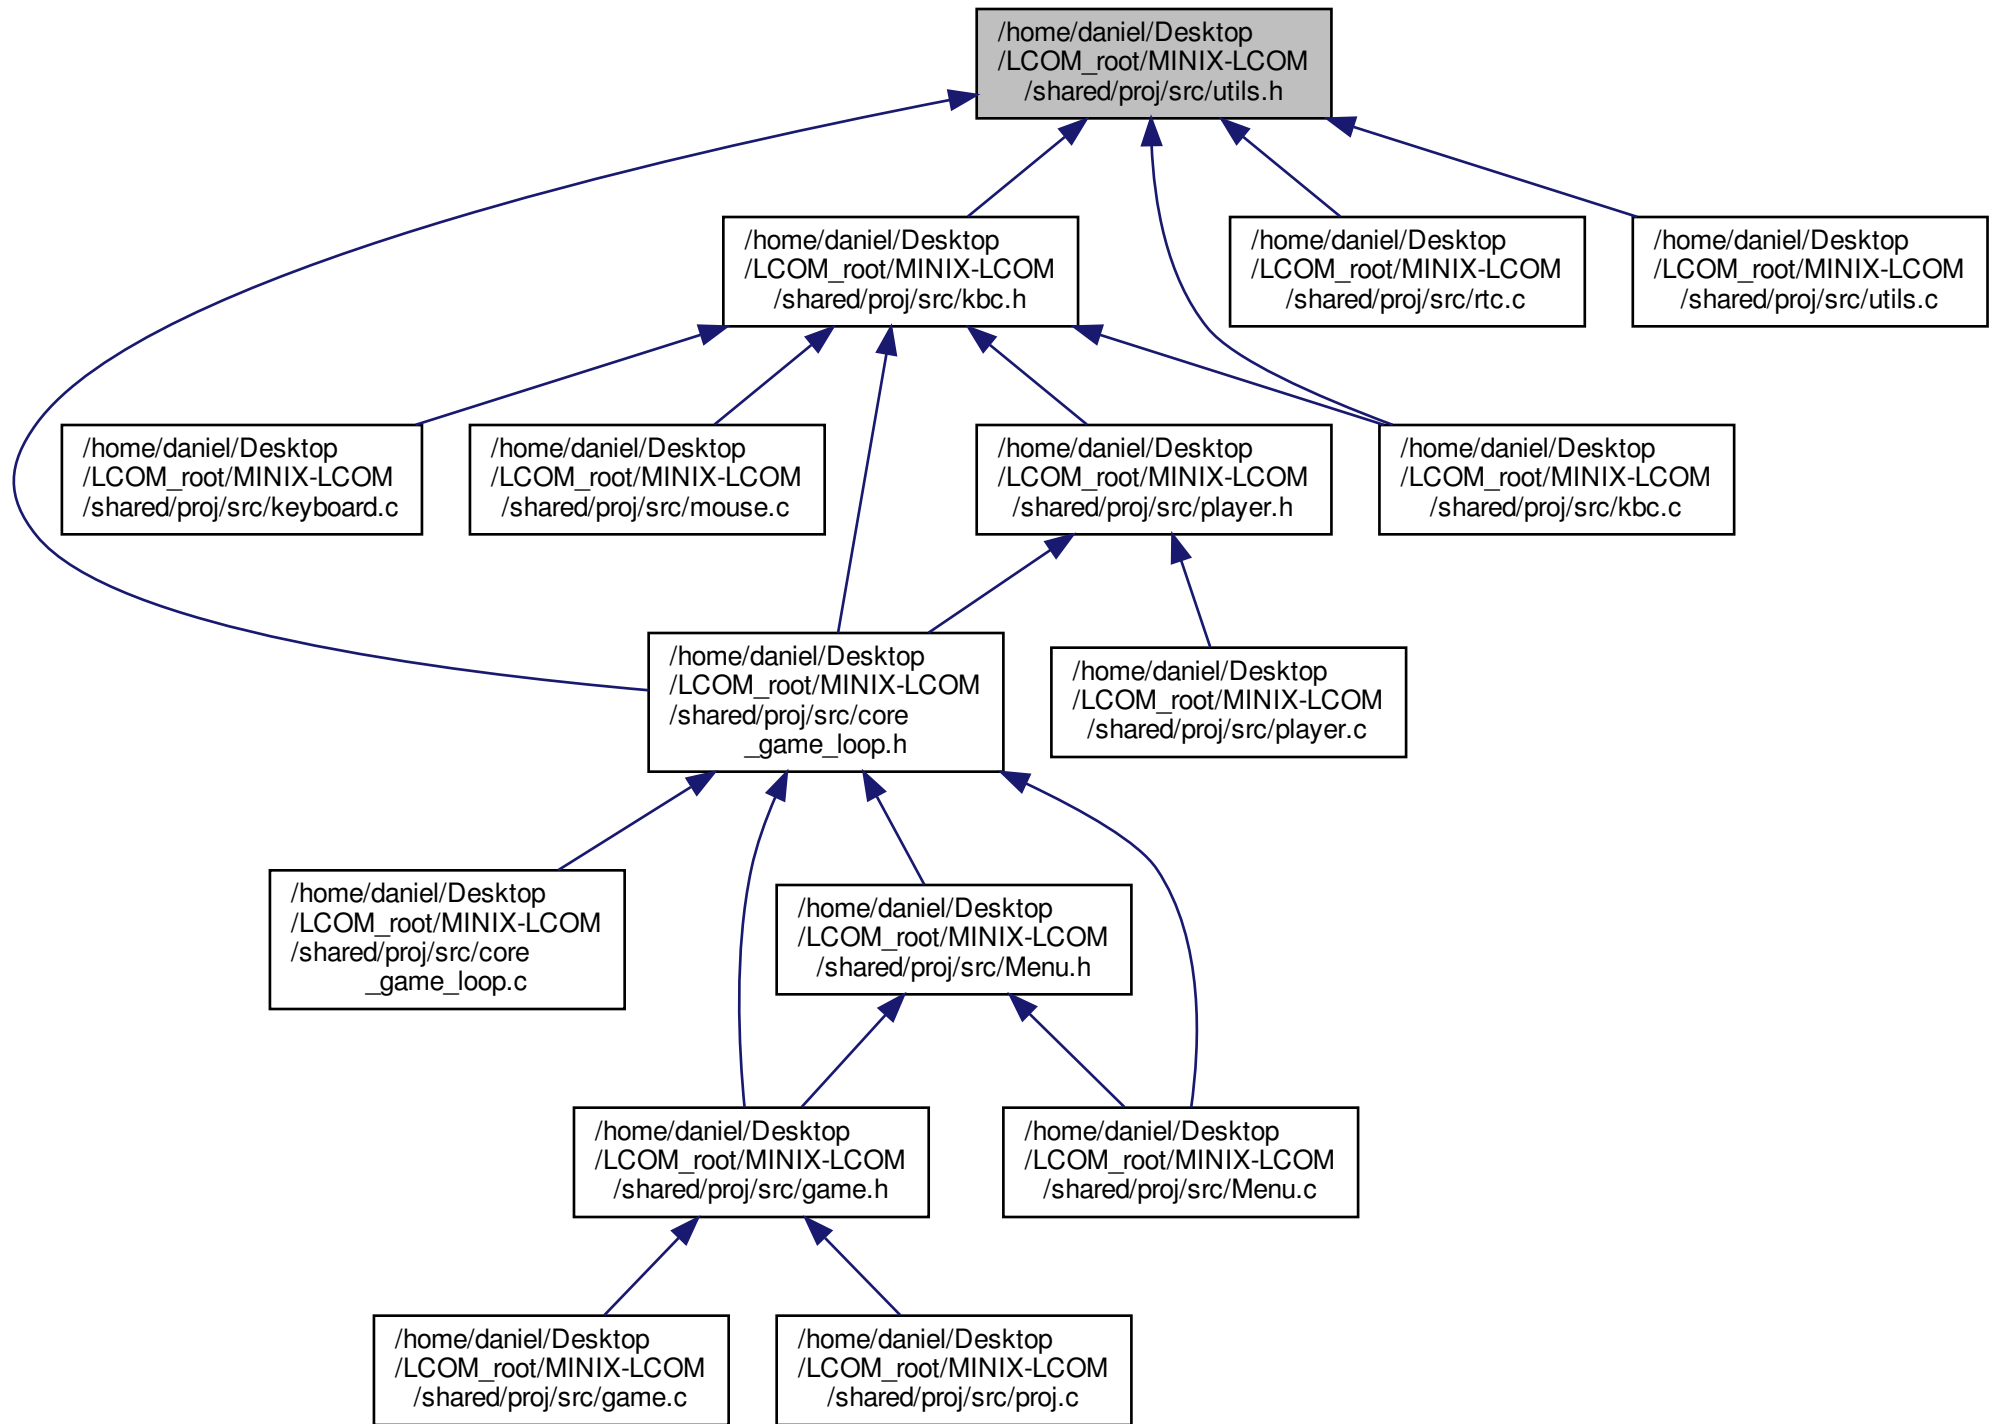 /home/daniel/Desktop
/LCOM_root/MINIX-LCOM
/shared/proj/src/utils.h
/home/daniel/Desktop
/LCOM_root/MINIX-LCOM
/shared/proj/src/kbc.h
/home/daniel/Desktop
/LCOM_root/MINIX-LCOM
/shared/proj/src/rtc.c
/home/daniel/Desktop
/LCOM_root/MINIX-LCOM
/shared/proj/src/utils.c
/home/daniel/Desktop
/LCOM_root/MINIX-LCOM
/shared/proj/src/keyboard.c
/home/daniel/Desktop
/LCOM_root/MINIX-LCOM
/shared/proj/src/mouse.c
/home/daniel/Desktop
/LCOM_root/MINIX-LCOM
/shared/proj/src/player.h
/home/daniel/Desktop
/LCOM_root/MINIX-LCOM
/shared/proj/src/kbc.c
/home/daniel/Desktop
/LCOM_root/MINIX-LCOM
/shared/proj/src/core
_game_loop.h
/home/daniel/Desktop
/LCOM_root/MINIX-LCOM
/shared/proj/src/player.c
/home/daniel/Desktop
/LCOM_root/MINIX-LCOM
/shared/proj/src/core
_game_loop.c
/home/daniel/Desktop
/LCOM_root/MINIX-LCOM
/shared/proj/src/Menu.h
/home/daniel/Desktop
/LCOM_root/MINIX-LCOM
/shared/proj/src/game.h
/home/daniel/Desktop
/LCOM_root/MINIX-LCOM
/shared/proj/src/Menu.c
/home/daniel/Desktop
/LCOM_root/MINIX-LCOM
/shared/proj/src/game.c
/home/daniel/Desktop
/LCOM_root/MINIX-LCOM
/shared/proj/src/proj.c